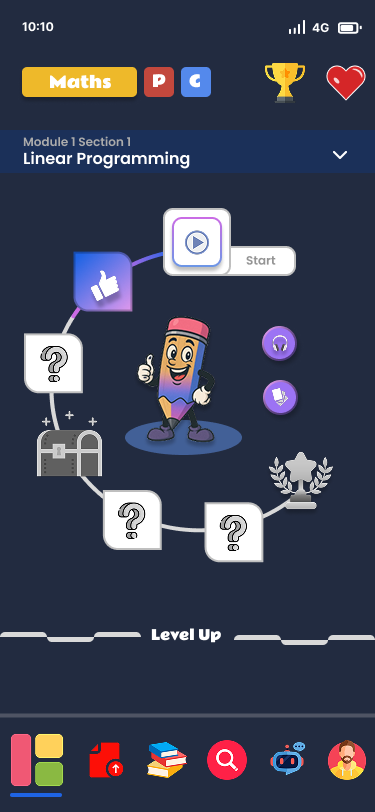 10:10
4G
Maths
P
C
Module 1 Section 1
Linear Programming
Start
?
?
?
Level Up